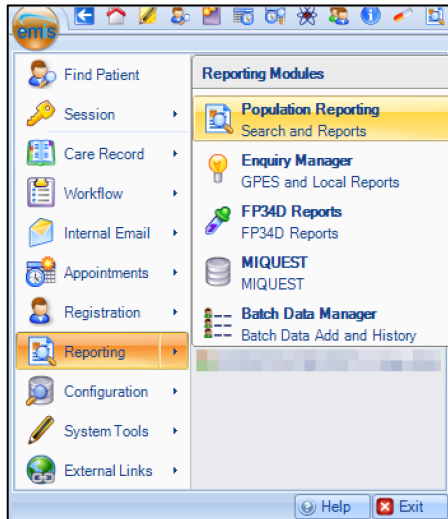 emis
Find Patient
Session
Care Record
Workflow
Internal Email
Appointments
Registration
Reporting
Configuration
System Tools
External Links
Reporting Modules
Population Reporting
Search and Reports
Enquiry Manager
GPES and Local Reports
FP34D Reports
FP34D Reports
MIQUEST
MIQUEST
Batch Data Manager
Batch Data Add and History
Help
Exit